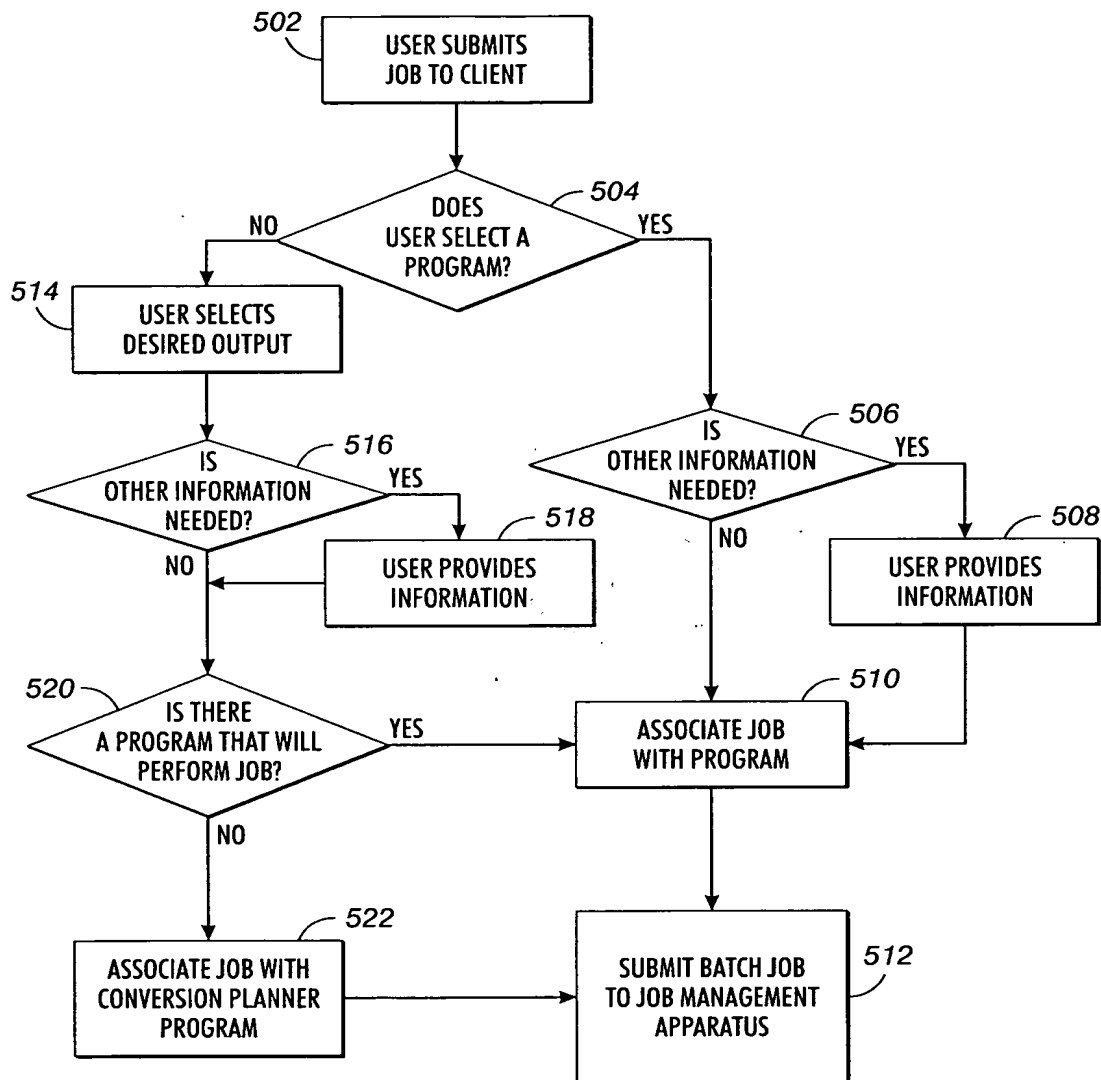 502
USER SUBMITS
JOB TO CLIENT
504
DOES
USER SELECT A
PROGRAM?
NO
YES
514
USER SELECTS
DESIRED OUTPUT
516
IS
OTHER INFORMATION
NEEDED?
YES
NO
518
USER PROVIDES
INFORMATION
506
IS
OTHER INFORMATION
NEEDED?
YES
NO
508
USER PROVIDES
INFORMATION
520
IS THERE
A PROGRAM THAT WILL
PERFORM JOB?
YES
NO
510
ASSOCIATE JOB
WITH PROGRAM
522
ASSOCIATE JOB WITH
CONVERSION PLANNER
PROGRAM
512
SUBMIT BATCH JOB
TO JOB MANAGEMENT
APPARATUS